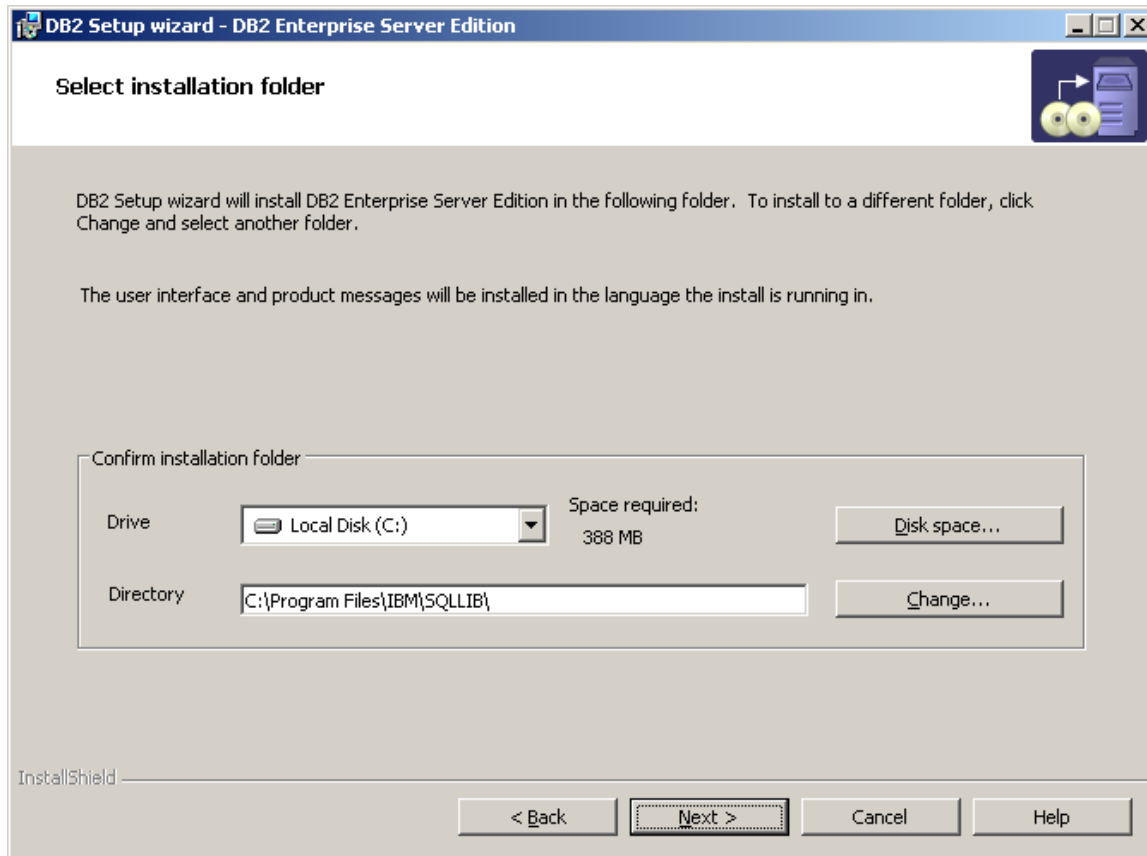 DB2 Setup wizard - DB2 Enterprise Server Edition
Select installation folder
DB2 Setup wizard will install DB2 Enterprise Server Edition in the following folder.  To install to a different folder, click
Change and select another folder.
The user interface and product messages will be installed in the language the install is running in.
Confirm installation folder
Drive
Local Disk (C:)
Space required:
388 MB
Disk space...
Directory
C:\Program Files\IBM\SQLLIB\
Change...
InstallShield
< Back
Next >
Cancel
Help